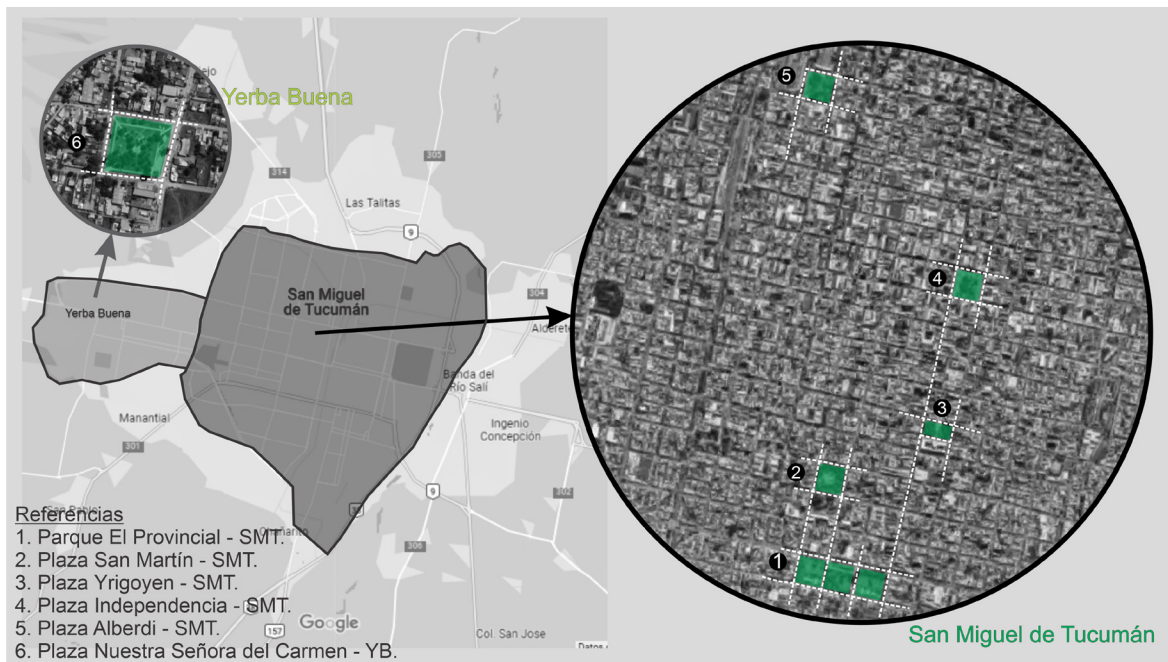 Yerba Buena
6
314
305
Las Talitas
9
San Miguel
de Tucumán
304
Alderete
Yerba Buena
Banda del
Río Salí
Manantial
Ingenio
Concepción
301
9
302
306
157
Google
Col. San Jose
Datos
Referencias
1. Parque El Provincial - SMT.
2. Plaza San Martín - SMT.
3. Plaza Yrigoyen - SMT.
4. Plaza Independencia - SMT.
5. Plaza Alberdi - SMT.
6. Plaza Nuestra Señora del Carmen - YB.
5
4
3
2
1
San Miguel de Tucumán